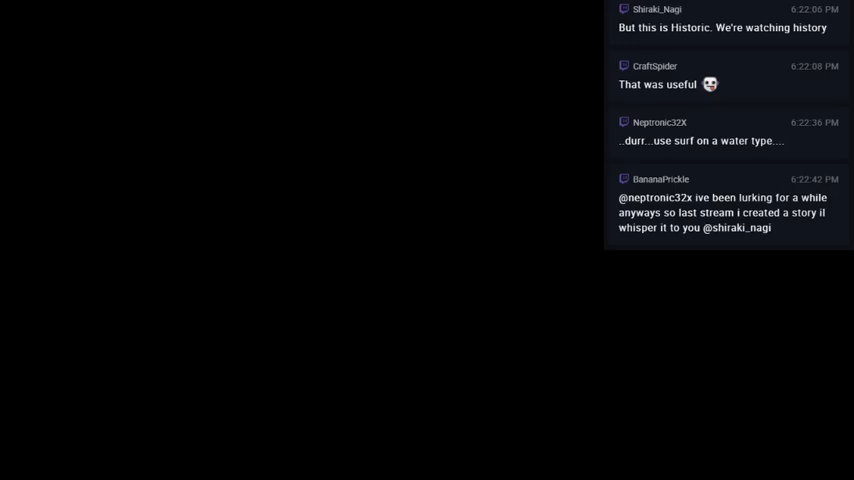 Shiraki_Nagi 6:22:06 PM
But this is Historic. We're watching history
CraftSpider 6:22:08 PM
That was useful
Neptronic32X 6:22:36 PM
..durr...use surf on a water type....
BananaPrickle 6:22:42 PM
@neptronic32x ive been lurking for a while
anyways so last stream i created a story il
whisper it to you @shiraki_nagi